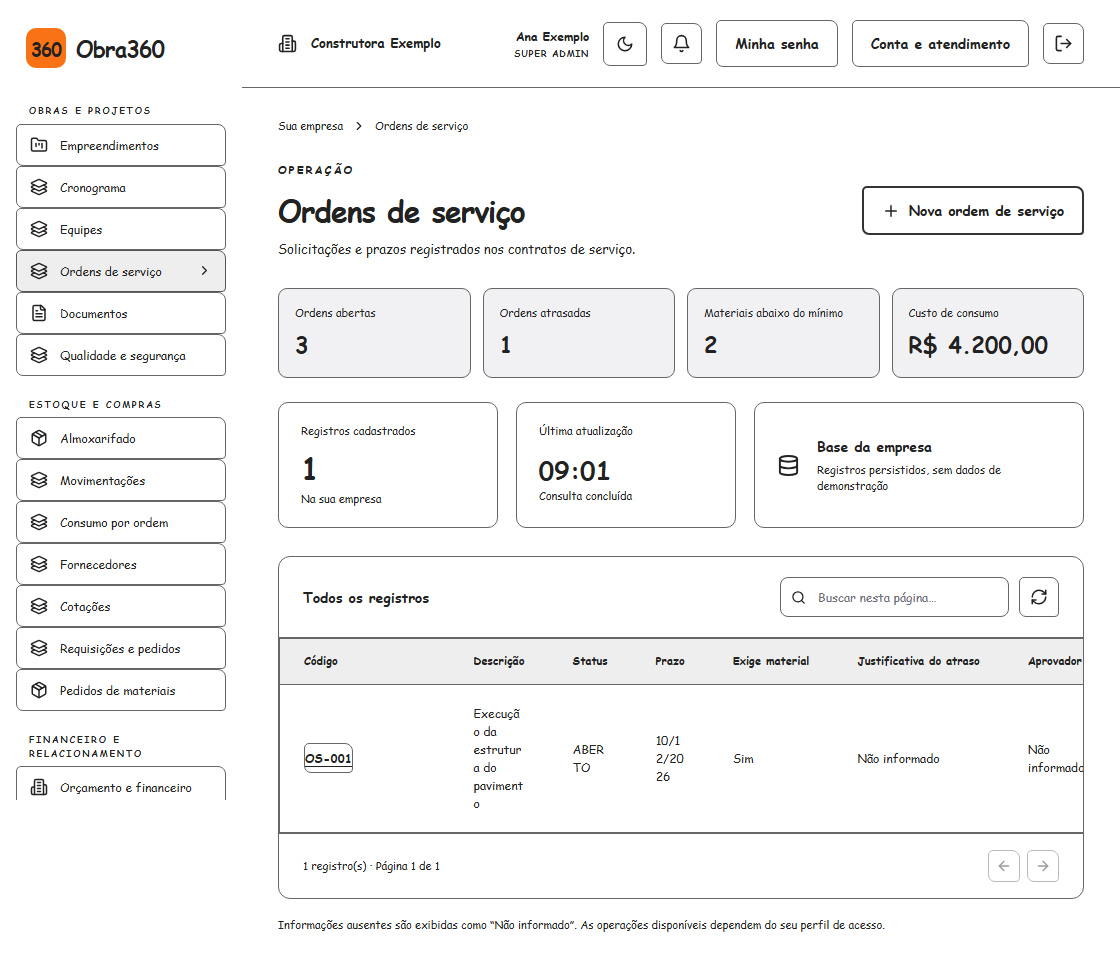 360 Obra360
OBRAS E PROJETOS
Empreendimentos
Cronograma
Equipes
Ordens de serviço
Documentos
Qualidade e segurança
ESTOQUE E COMPRAS
Almoxarifado
Movimentações
Consumo por ordem
Fornecedores
Cotações
Requisições e pedidos
Pedidos de materiais
FINANCEIRO E
RELACIONAMENTO
Orçamento e financeiro
Construtora Exemplo
Ana Exemplo
SUPER ADMIN
Minha senha
Conta e atendimento
Sua empresa > Ordens de serviço
OPERAÇÃO
Ordens de serviço
Solicitações e prazos registrados nos contratos de serviço.
+ Nova ordem de serviço
Ordens abertas
3
Ordens atrasadas
1
Materiais abaixo do mínimo
2
Custo de consumo
R$ 4.200,00
Registros cadastrados
1
Na sua empresa
Última atualização
09:01
Consulta concluída
Base da empresa
Registros persistidos, sem dados de
demonstração
Todos os registros
Buscar nesta página...
Código Descrição Status Prazo Exige material Justificativa do atraso Aprovador
OS-001
Execuçã
o da
estrutur
a do
paviment
o
ABER
TO
10/1
2/20
26
Sim
Não informado
Não
informado
1 registro(s) · Página 1 de 1
Informações ausentes são exibidas como “Não informado”. As operações disponíveis dependem do seu perfil de acesso.